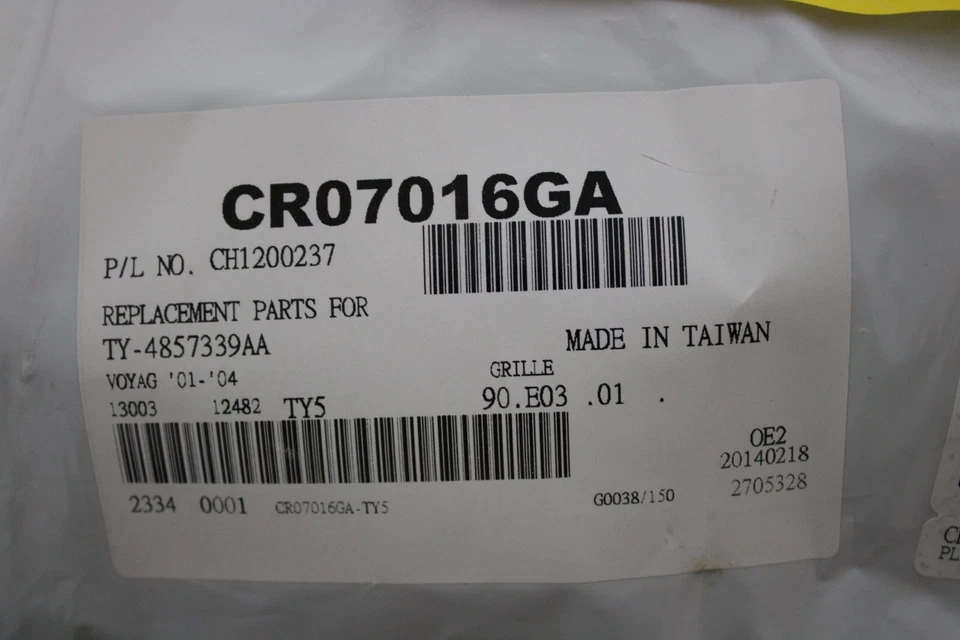 CR07016GA
P/L NO. CH1200237
REPLACEMENT PARTS FOR
TY-4857339AA
MADE IN TAIWAN
VOYAG '01-'04
GRILLE
13003 12482 TY5
90.E03 .01 .
OE2
20140218
2334 0001 CR07016GA-TY5
G0038/150
2705328
PL